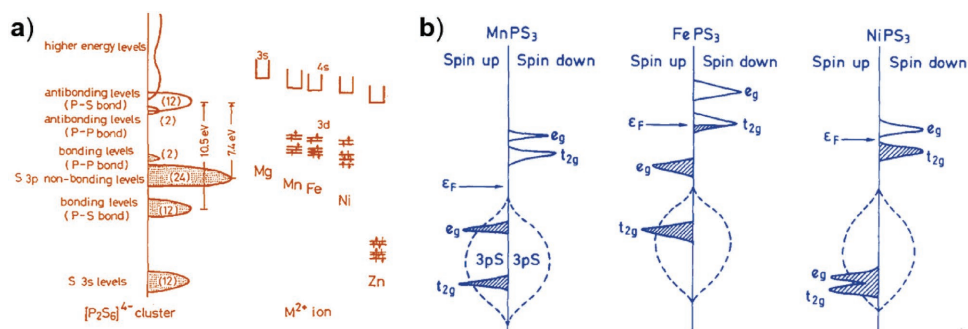 a)
higher energy levels
antibonding levels
(P-S bond)
(12)
antibonding levels
(P-P bond)
(2)
bonding levels
(P-P bond)
(2)
S 3p non-bonding levels
(24)
bonding levels
(P-S bond)
(12)
S 3s levels
(12)
10.5 eV
7.4 eV
[P₂S₆]⁴⁻ cluster
3s
4s
3d
Mg
Mn
Fe
Ni
Zn
M²⁺ ion
b)
MnPS₃
Spin up
Spin down
eg
t2g
εF
eg
3pS
3pS
t2g
FePS₃
Spin up
Spin down
eg
εF
t2g
eg
t2g
NiPS₃
Spin up
Spin down
εF
eg
t2g
eg
t2g